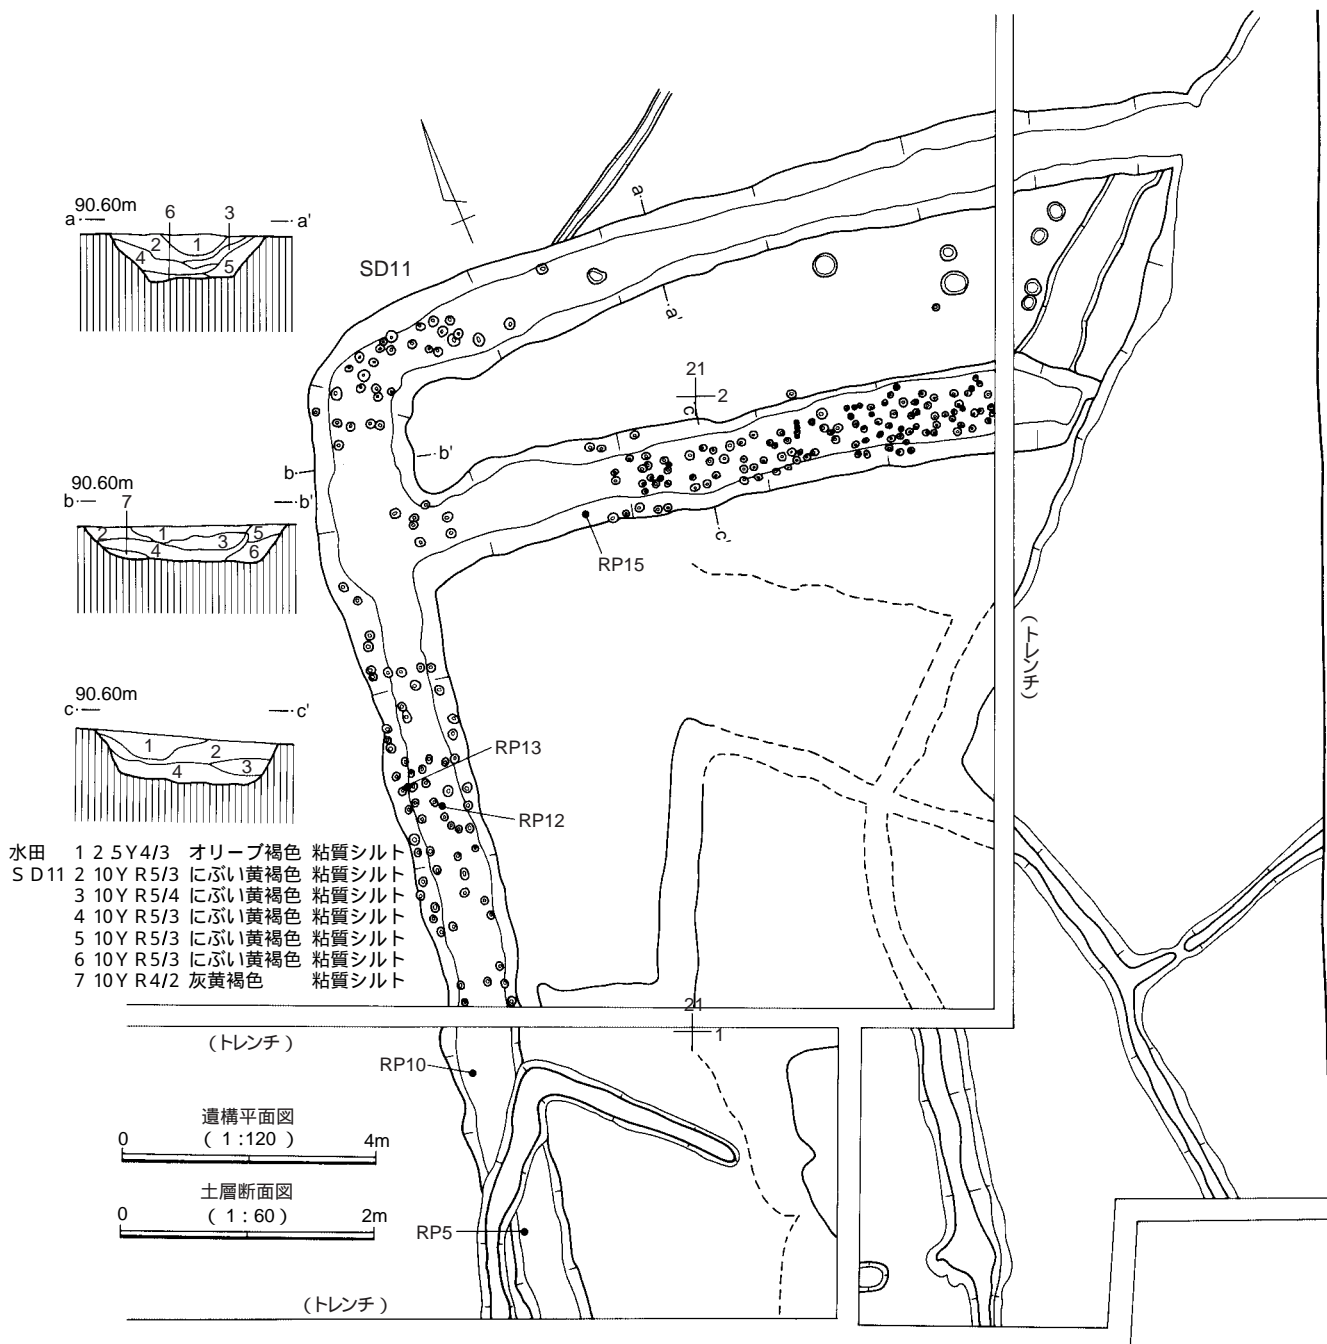 90.60m
a a'
6 3
2 1
4 5
SD11
a
a'
21
2
c
b'
b
90.60m
b b'
7
2 1 5
4 3 6
c'
RP15
(トレンチ)
90.60m
c c'
1 2
4 3
RP13
RP12
水田 1 2.5Y4/3 オリーブ褐色 粘質シルト
SD11 2 10YR5/3 にぶい黄褐色 粘質シルト
3 10YR5/4 にぶい黄褐色 粘質シルト
4 10YR5/3 にぶい黄褐色 粘質シルト
5 10YR5/3 にぶい黄褐色 粘質シルト
6 10YR5/3 にぶい黄褐色 粘質シルト
7 10YR4/2 灰黄褐色 粘質シルト
21
1
(トレンチ)
RP10
遺構平面図
0 (1:120) 4m
土層断面図
0 (1:60) 2m
RP5
(トレンチ)